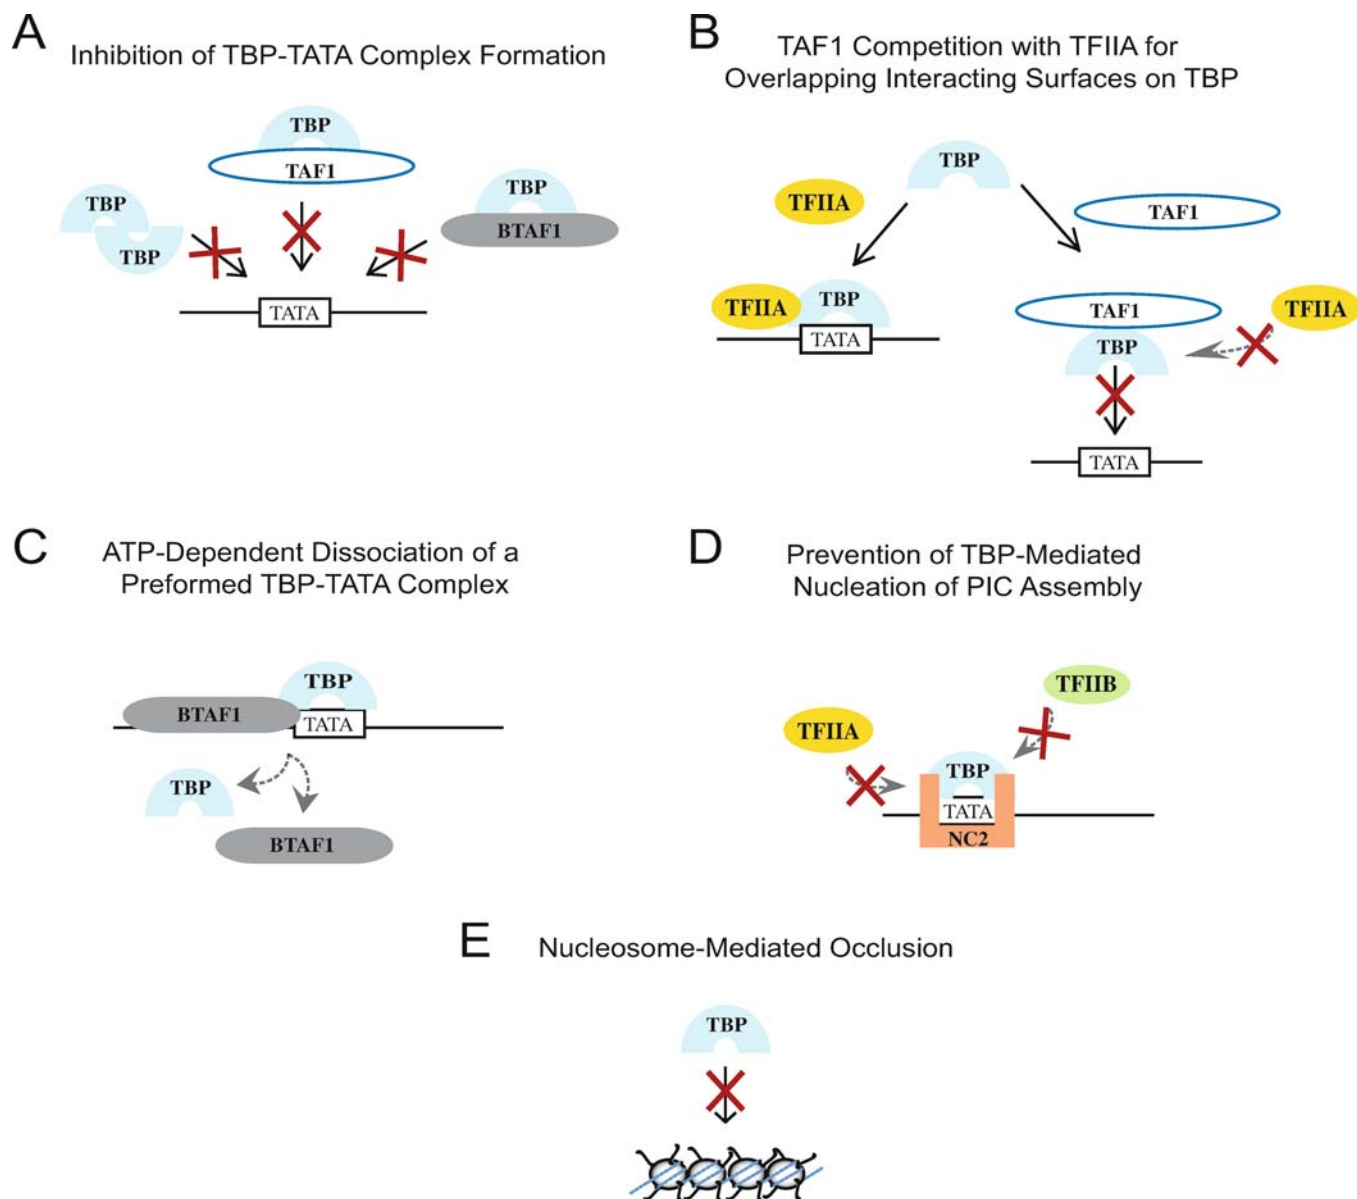 A
Inhibition of TBP-TATA Complex Formation
TBP
TAF1
TBP
BTAF1
TBP
TBP
TATA
B
TAF1 Competition with TFIIA for
Overlapping Interacting Surfaces on TBP
TBP
TFIIA
TAF1
TFIIA
TBP
TATA
TAF1
TFIIA
TBP
TATA
C
ATP-Dependent Dissociation of a
Preformed TBP-TATA Complex
TBP
BTAF1
TATA
TBP
BTAF1
D
Prevention of TBP-Mediated
Nucleation of PIC Assembly
TFIIB
TFIIA
TBP
TATA
NC2
E
Nucleosome-Mediated Occlusion
TBP